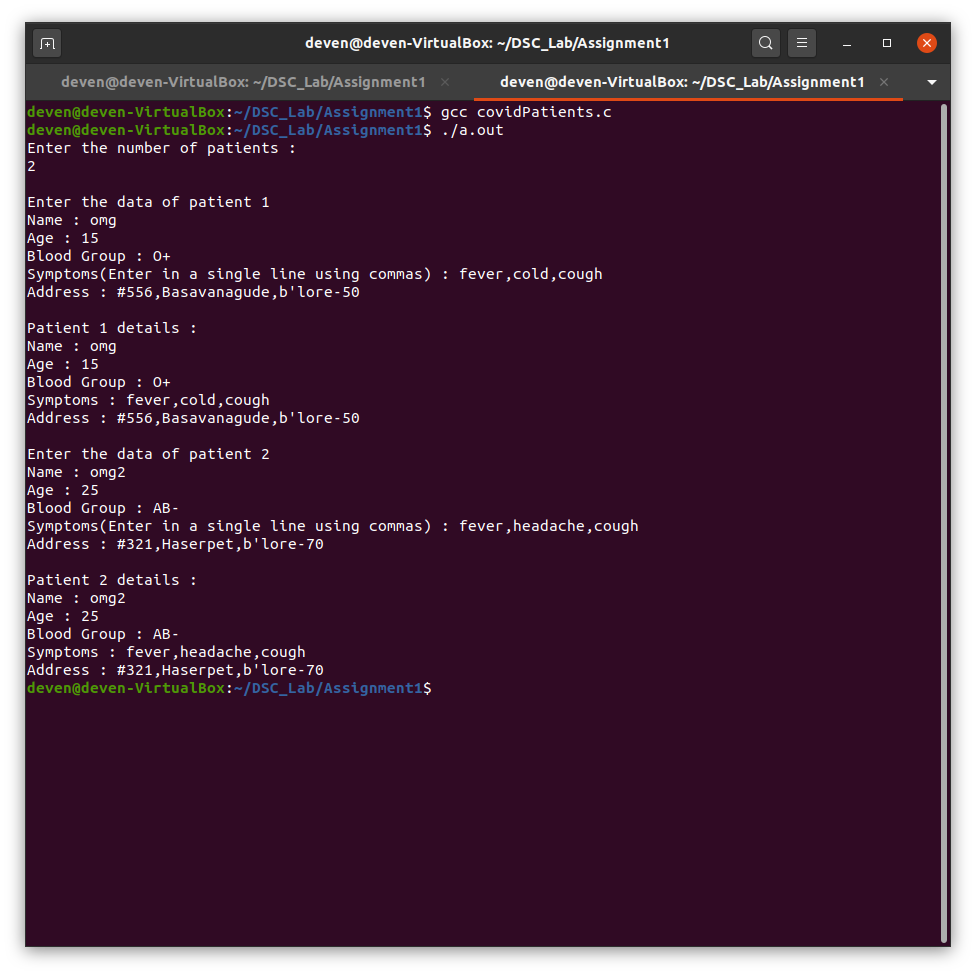 deven@deven-VirtualBox: ~/DSC_Lab/Assignment1
deven@deven-VirtualBox: ~/DSC_Lab/Assignment1
deven@deven-VirtualBox: ~/DSC_Lab/Assignment1
deven@deven-VirtualBox:~/DSC_Lab/Assignment1$ gcc covidPatients.c
deven@deven-VirtualBox:~/DSC_Lab/Assignment1$ ./a.out
Enter the number of patients :
2
Enter the data of patient 1
Name : omg
Age : 15
Blood Group : O+
Symptoms(Enter in a single line using commas) : fever,cold,cough
Address : #556,Basavanagude,b'lore-50
Patient 1 details :
Name : omg
Age : 15
Blood Group : O+
Symptoms : fever,cold,cough
Address : #556,Basavanagude,b'lore-50
Enter the data of patient 2
Name : omg2
Age : 25
Blood Group : AB-
Symptoms(Enter in a single line using commas) : fever,headache,cough
Address : #321,Haserpet,b'lore-70
Patient 2 details :
Name : omg2
Age : 25
Blood Group : AB-
Symptoms : fever,headache,cough
Address : #321,Haserpet,b'lore-70
deven@deven-VirtualBox:~/DSC_Lab/Assignment1$